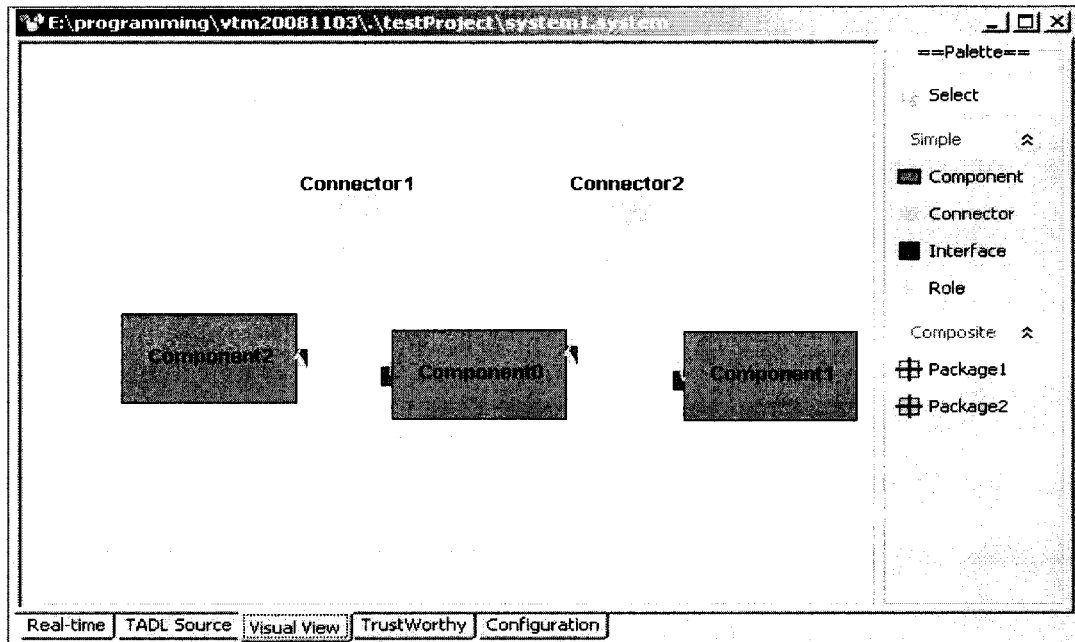 E:\programming\vtm20081103\.\testProject\system1.system
==Palette==
Select
Simple
Component
Connector
Interface
Role
Composite
Package1
Package2
Connector1
Connector2
Component2
Component0
Component1
Real-time
TADL Source
Visual View
TrustWorthy
Configuration